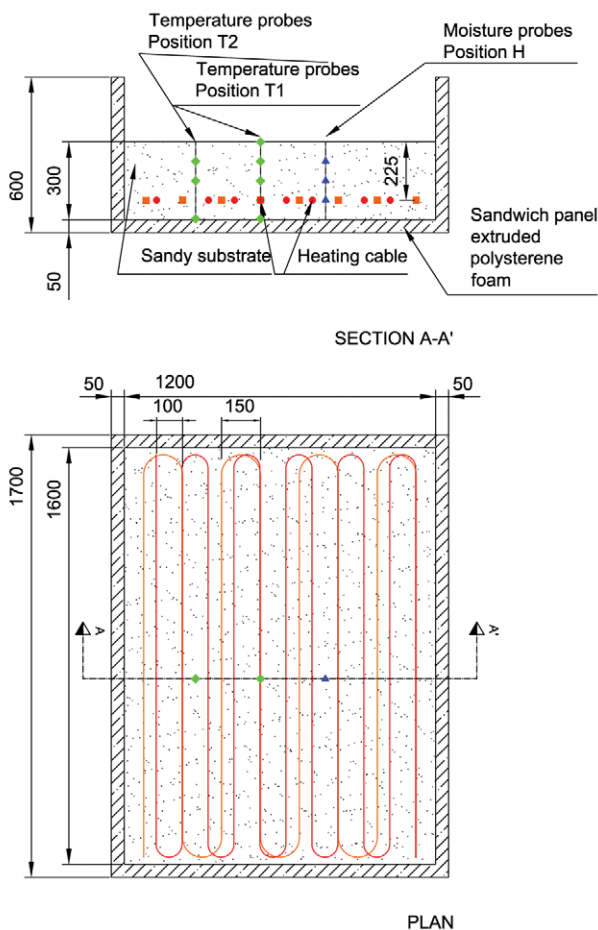 Temperature probes
Position T2
Temperature probes
Position T1
Moisture probes
Position H
600
300
50
225
Sandy substrate
Heating cable
Sandwich panel
extruded
polysterene
foam
SECTION A-A'
50
1200
50
100
150
1700
1600
A
A'
PLAN